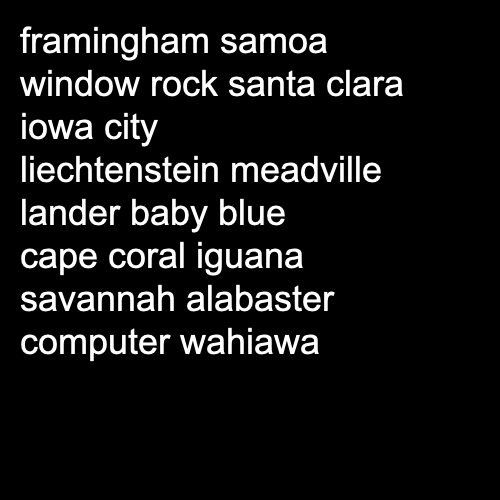 framingham samoa
window rock santa clara
iowa city
liechtenstein meadville
lander baby blue
cape coral iguana
savannah alabaster
computer wahiawa